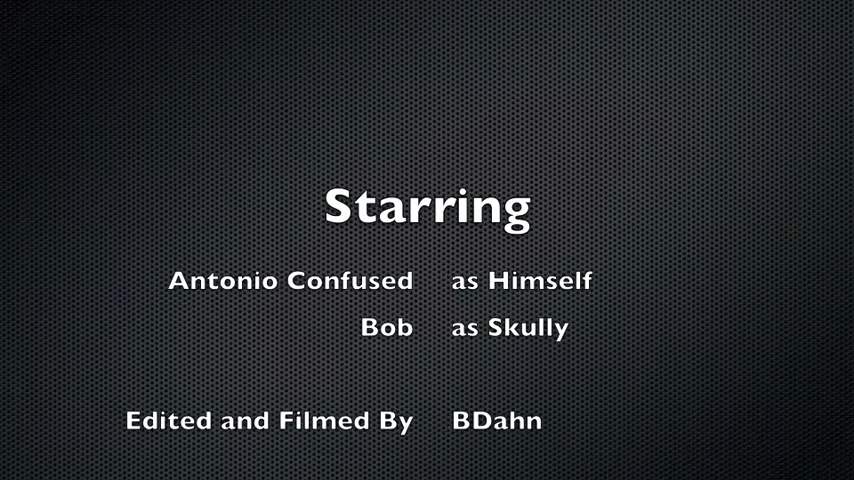 Starring
Antonio Confused as Himself
Bob as Skully
Edited and Filmed By BDahn